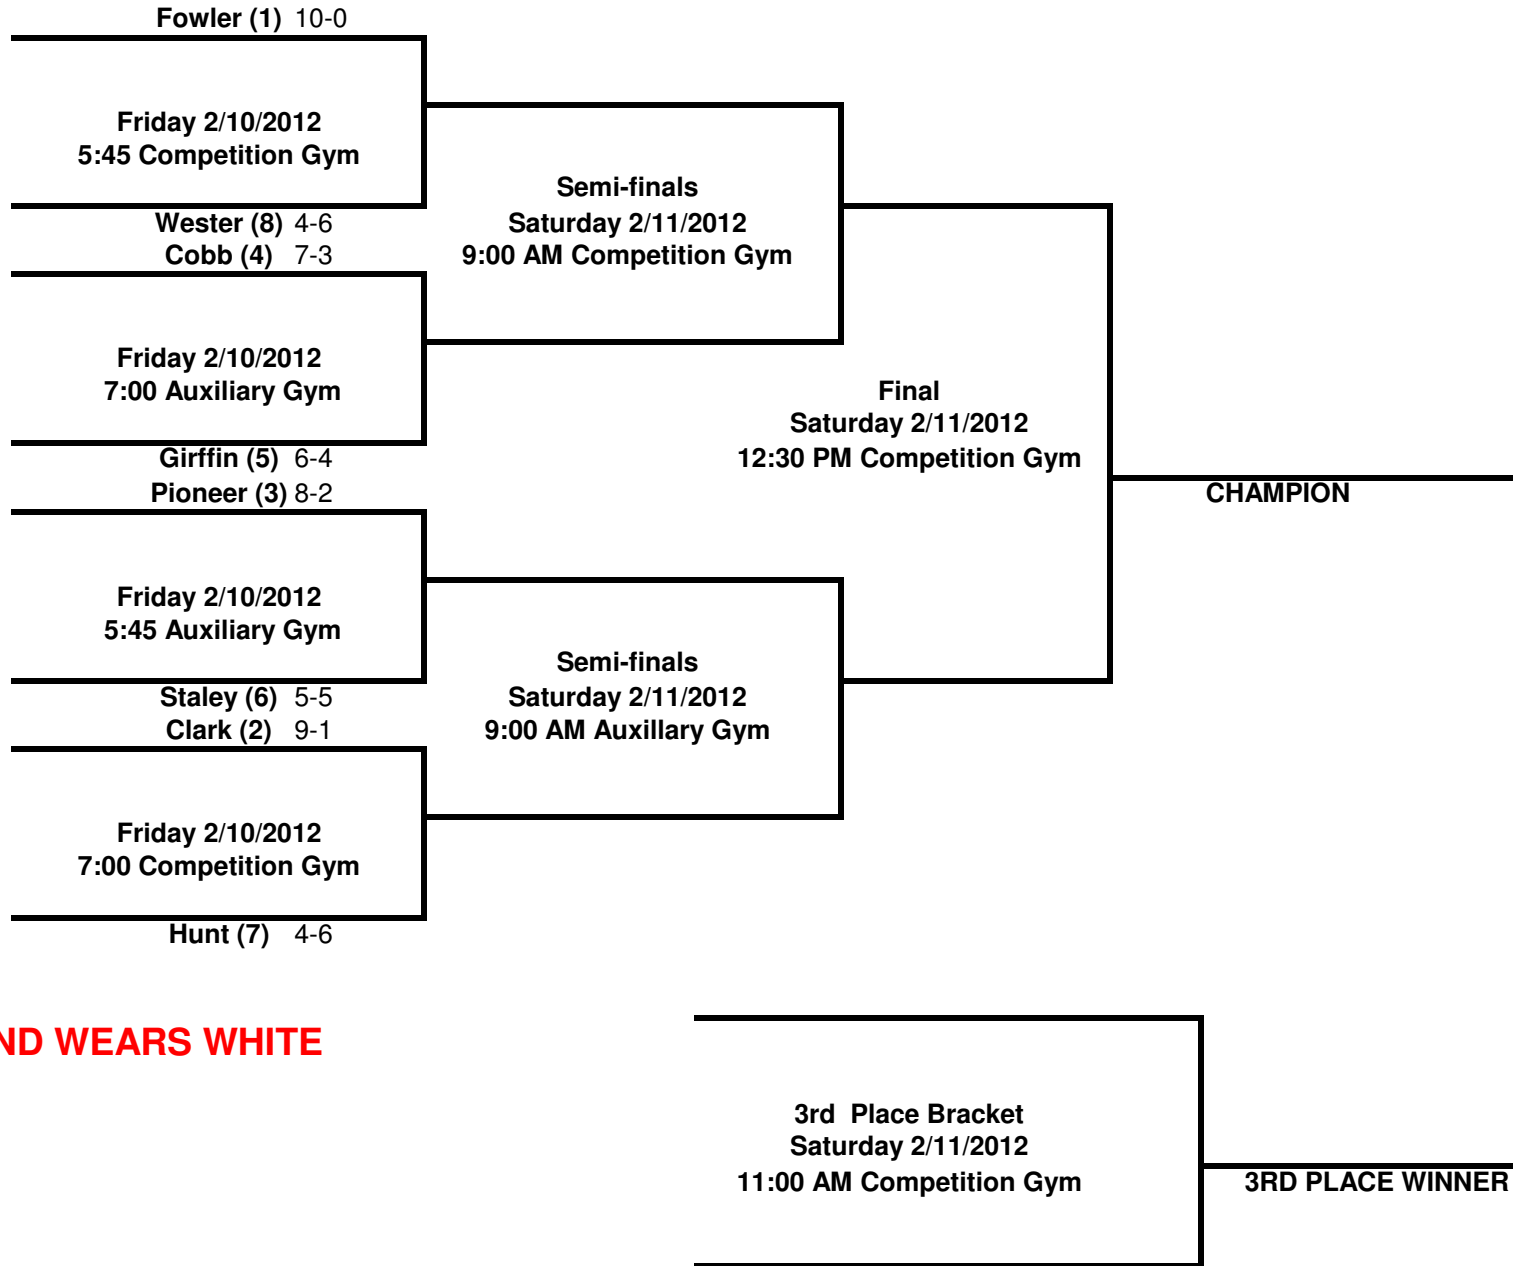 Fowler (1) 10-0
Friday 2/10/2012
5:45 Competition Gym
Wester (8) 4-6
Cobb (4) 7-3
Friday 2/10/2012
7:00 Auxiliary Gym
Girffin (5) 6-4
Pioneer (3) 8-2
Friday 2/10/2012
5:45 Auxiliary Gym
Staley (6) 5-5
Clark (2) 9-1
Friday 2/10/2012
7:00 Competition Gym
Hunt (7) 4-6
Semi-finals
Saturday 2/11/2012
9:00 AM Competition Gym
Semi-finals
Saturday 2/11/2012
9:00 AM Auxillary Gym
Final
Saturday 2/11/2012
12:30 PM Competition Gym
CHAMPION
ND WEARS WHITE
3rd Place Bracket
Saturday 2/11/2012
11:00 AM Competition Gym
3RD PLACE WINNER